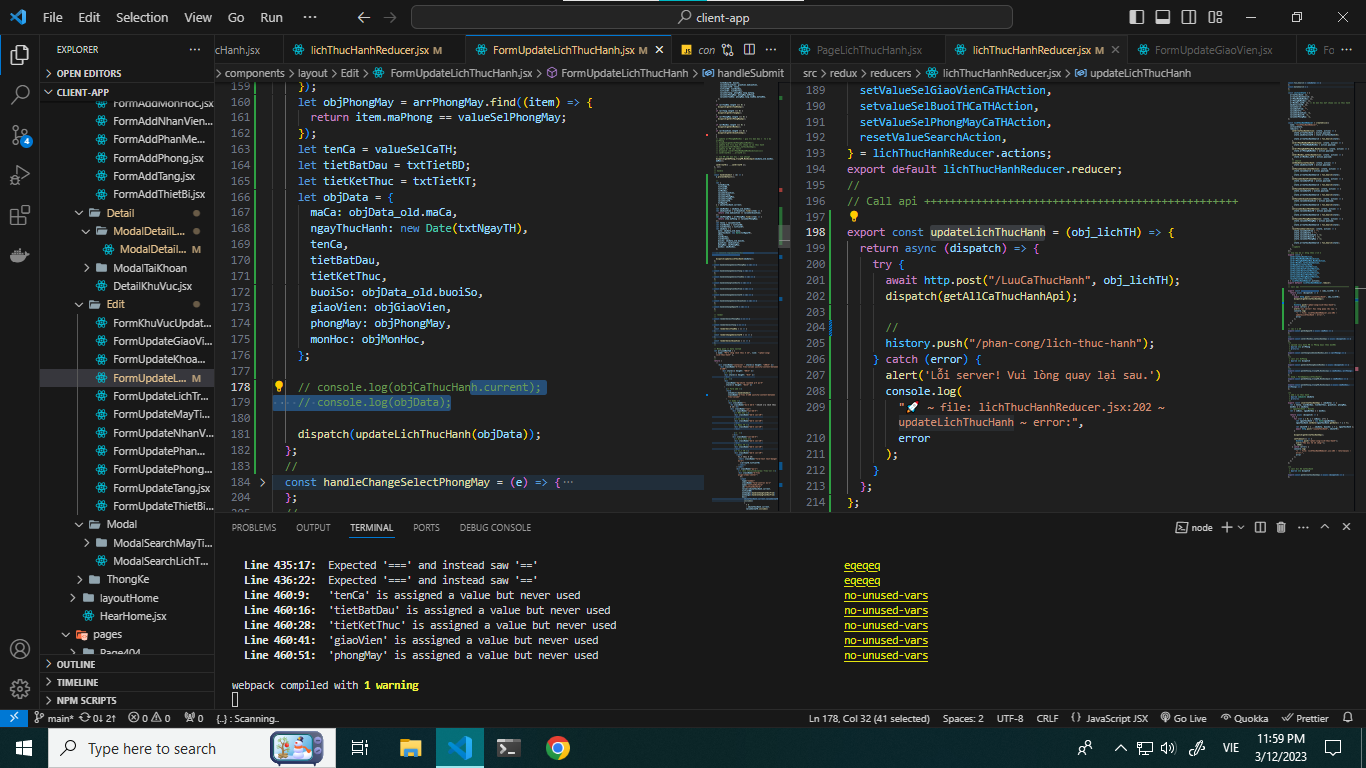 File Edit Selection View Go Run ··· client-app
EXPLORER ···
OPEN EDITORS
CLIENT-APP
FormAddMonHoc.jsx
FormAddNhanVien...
FormAddPhanMe...
FormAddPhong.jsx
FormAddTang.jsx
FormAddThietBi.jsx
Detail
ModalDetailL...
ModalDetail... M
ModalTaiKhoan
DetailKhuVuc.jsx
Edit
FormKhuVucUpdat...
FormUpdateGiaoVi...
FormUpdateKhoa...
FormUpdateL... M
FormUpdateLichTr...
FormUpdateMayTi...
FormUpdateNhanV...
FormUpdatePhan...
FormUpdatePhong...
FormUpdateTang.jsx
FormUpdateThietBi...
Modal
ModalSearchMayTi...
ModalSearchLichT...
ThongKe
layoutHome
HearHome.jsx
pages
Page404
OUTLINE
TIMELINE
NPM SCRIPTS
cHanh.jsx lichThucHanhReducer.jsx M FormUpdateLichThucHanh.jsx M con
components > layout > Edit > FormUpdateLichThucHanh.jsx > FormUpdateLichThucHanh > handleSubmit
159 });
160 let objPhongMay = arrPhongMay.find((item) => {
161 return item.maPhong == valueSelPhongMay;
162 });
163 let tenCa = valueSelCaTH;
164 let tietBatDau = txtTietBD;
165 let tietKetThuc = txtTietKT;
166 let objData = {
167 maCa: objData_old.maCa,
168 ngayThucHanh: new Date(txtNgayTH),
169 tenCa,
170 tietBatDau,
171 tietKetThuc,
172 buoiSo: objData_old.buoiSo,
173 giaoVien: objGiaoVien,
174 phongMay: objPhongMay,
175 monHoc: objMonHoc,
176 };
177
178 // console.log(objCaThucHanh.current);
179 // console.log(objData);
180
181 dispatch(updateLichThucHanh(objData));
182 };
183 //
184 const handleChangeSelectPhongMay = (e) => {···
204 };
205 //
PageLichThucHanh.jsx lichThucHanhReducer.jsx M FormUpdateGiaoVien.jsx Fo ···
src > redux > reducers > lichThucHanhReducer.jsx > updateLichThucHanh
189 setValueSelGiaoVienCaTHAction,
190 setValueSelBuoiTHCaTHAction,
191 setValueSelPhongMayCaTHAction,
192 resetValueSearchAction,
193 } = lichThucHanhReducer.actions;
194 export default lichThucHanhReducer.reducer;
195 //
196 // Call api +++++++++++++++++++++++++++++++++++++++++++++++++
197
198 export const updateLichThucHanh = (obj_lichTH) => {
199 return async (dispatch) => {
200 try {
201 await http.post("/LuuCaThucHanh", obj_lichTH);
202 dispatch(getAllCaThucHanhApi);
203
204 //
205 history.push("/phan-cong/lich-thuc-hanh");
206 } catch (error) {
207 alert('Lỗi server! Vui lòng quay lại sau.')
208 console.log(
209 "🚀 ~ file: lichThucHanhReducer.jsx:202 ~
updateLichThucHanh ~ error:",
210 error
211 );
212 }
213 };
214 };
PROBLEMS OUTPUT TERMINAL PORTS DEBUG CONSOLE node
Line 435:17: Expected '===' and instead saw '==' eqeqeq
Line 436:22: Expected '===' and instead saw '==' eqeqeq
Line 460:9: 'tenCa' is assigned a value but never used no-unused-vars
Line 460:16: 'tietBatDau' is assigned a value but never used no-unused-vars
Line 460:28: 'tietKetThuc' is assigned a value but never used no-unused-vars
Line 460:41: 'giaoVien' is assigned a value but never used no-unused-vars
Line 460:51: 'phongMay' is assigned a value but never used no-unused-vars
webpack compiled with 1 warning
main* 0↓ 2↑ 0 0 0 {..} : Scanning.. Ln 178, Col 32 (41 selected) Spaces: 2 UTF-8 CRLF JavaScript JSX Go Live Quokka Prettier
Type here to search VIE 11:59 PM
3/12/2023